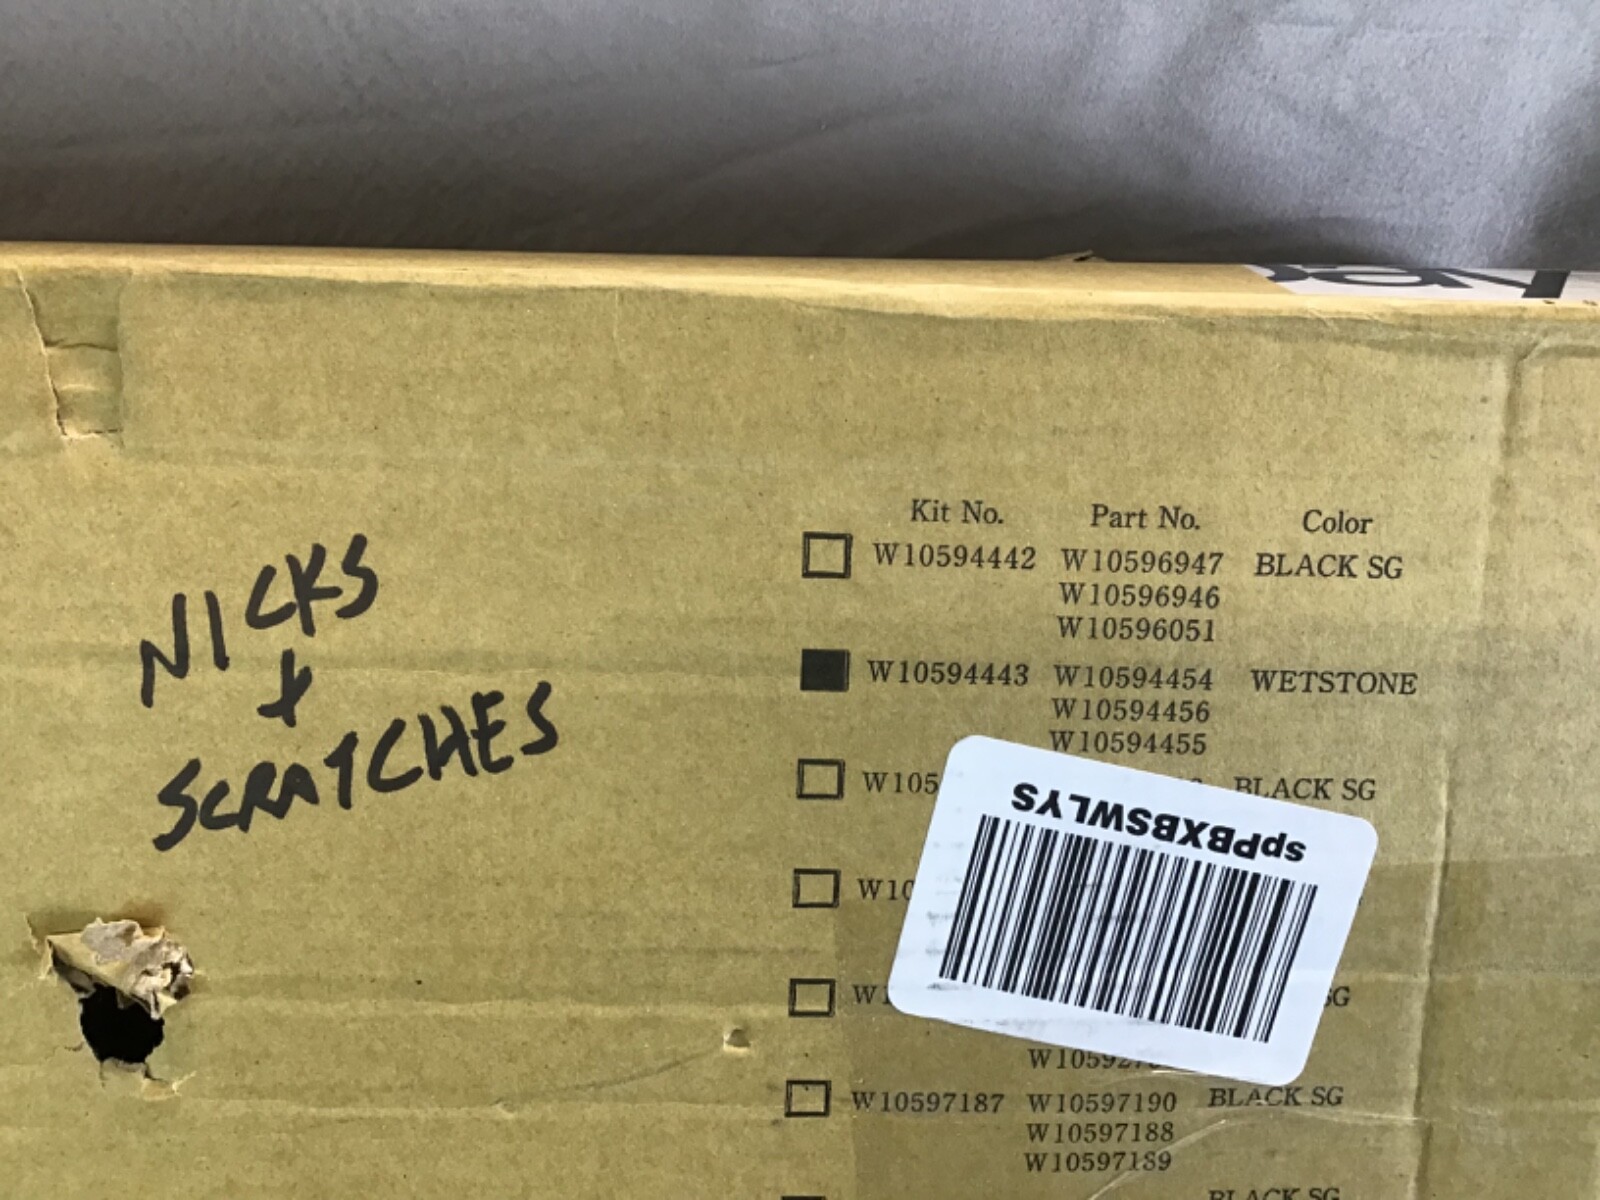 NICKS
+
SCRATCHES
Kit No. Part No. Color
W10594442 W10596947 BLACK SG
W10596946
W10596051
W10594443 W10594454 WETSTONE
W10594456
W10594455
BLACK SG
spPBXBSWLYS
SG
W10597187 W10597190 BLACK SG
W10597188
W10597189
BLACK SG